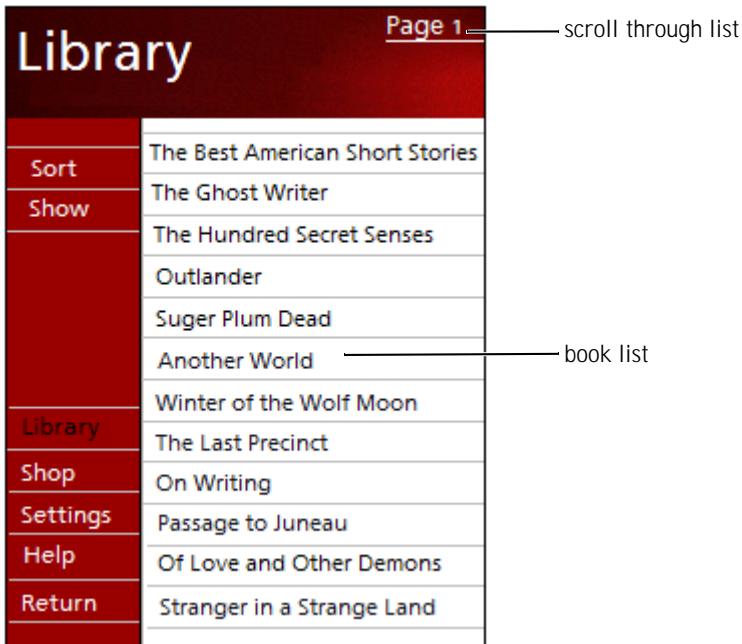 Library
Page 1
scroll through list
Sort
Show
Library
Shop
Settings
Help
Return
The Best American Short Stories
The Ghost Writer
The Hundred Secret Senses
Outlander
Suger Plum Dead
Another World
book list
Winter of the Wolf Moon
The Last Precinct
On Writing
Passage to Juneau
Of Love and Other Demons
Stranger in a Strange Land